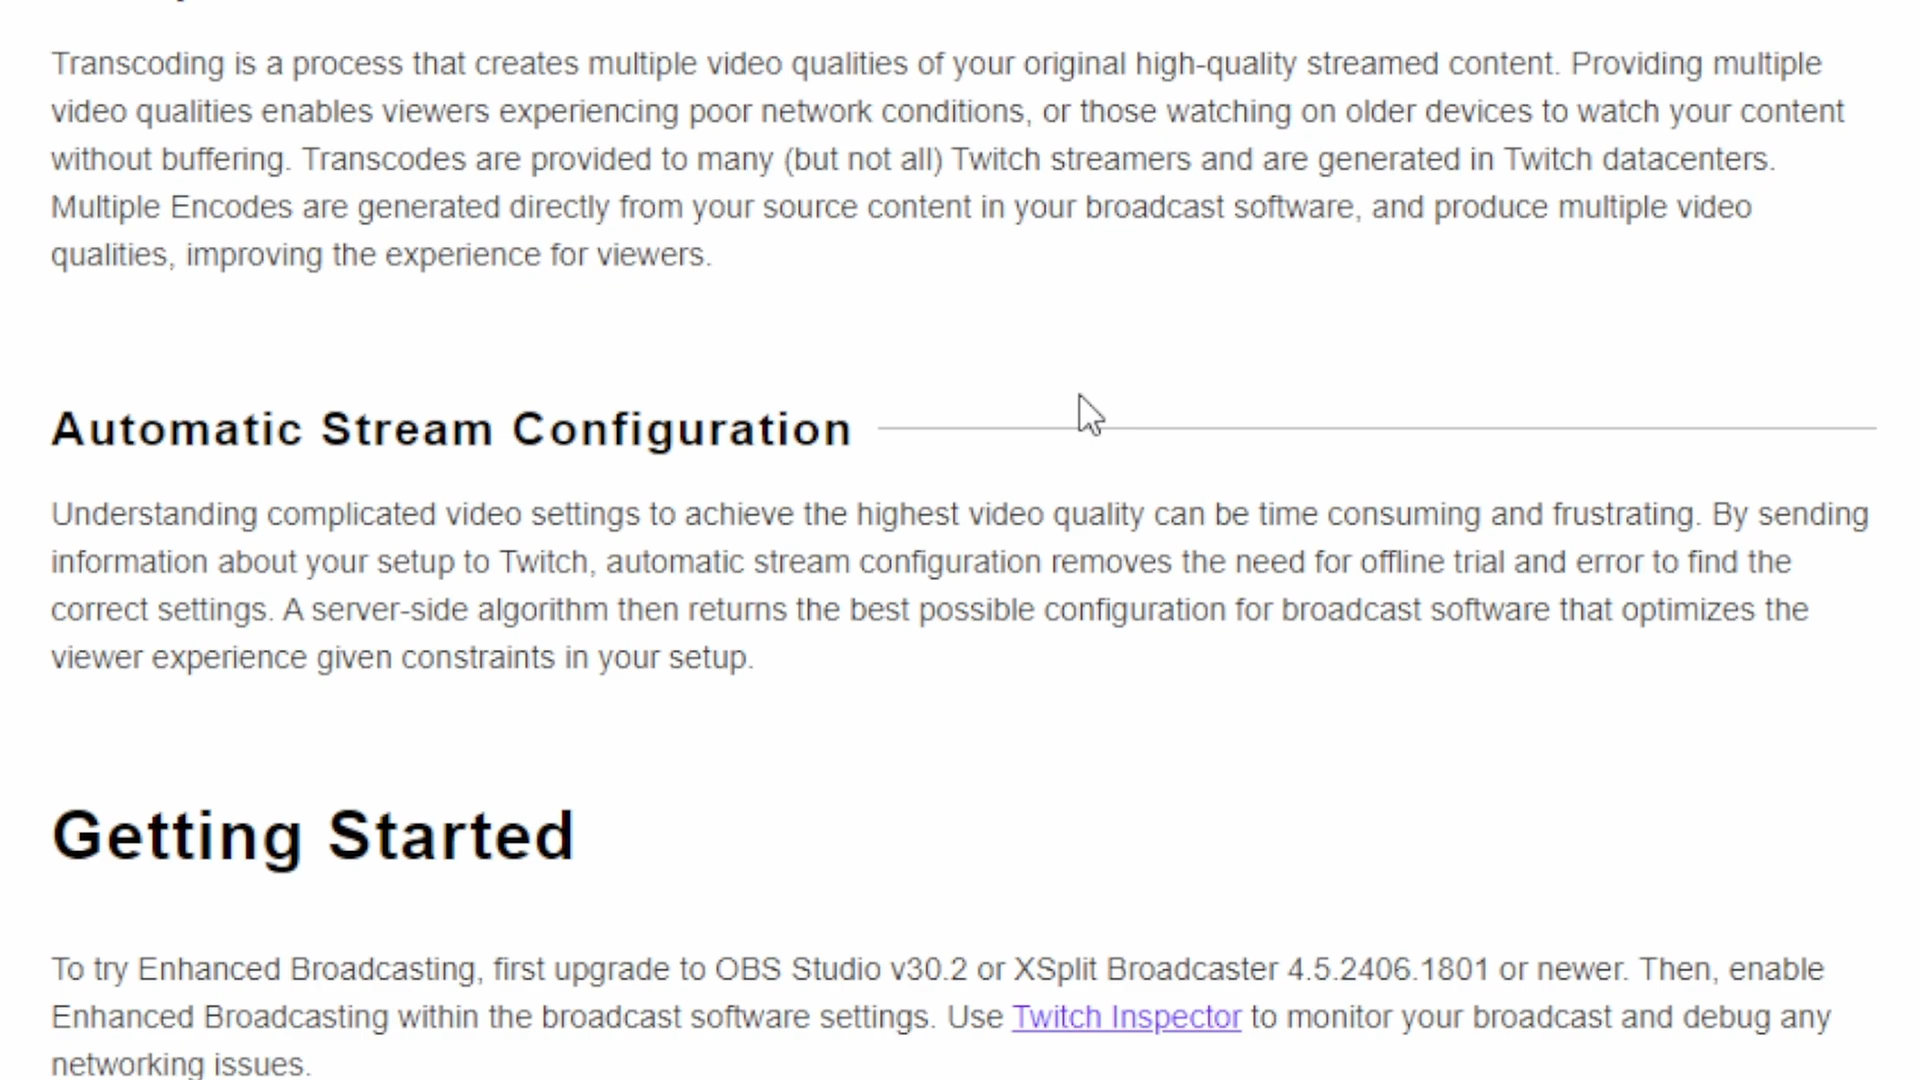 Transcoding is a process that creates multiple video qualities of your original high-quality streamed content. Providing multiple
video qualities enables viewers experiencing poor network conditions, or those watching on older devices to watch your content
without buffering. Transcodes are provided to many (but not all) Twitch streamers and are generated in Twitch datacenters.
Multiple Encodes are generated directly from your source content in your broadcast software, and produce multiple video
qualities, improving the experience for viewers.
Automatic Stream Configuration
Understanding complicated video settings to achieve the highest video quality can be time consuming and frustrating. By sending
information about your setup to Twitch, automatic stream configuration removes the need for offline trial and error to find the
correct settings. A server-side algorithm then returns the best possible configuration for broadcast software that optimizes the
viewer experience given constraints in your setup.
Getting Started
To try Enhanced Broadcasting, first upgrade to OBS Studio v30.2 or XSplit Broadcaster 4.5.2406.1801 or newer. Then, enable
Enhanced Broadcasting within the broadcast software settings. Use Twitch Inspector to monitor your broadcast and debug any
networking issues.